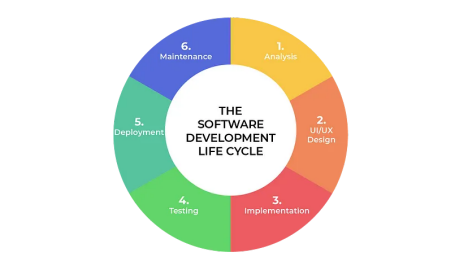 THE
SOFTWARE
DEVELOPMENT
LIFE CYCLE
1.
Analysis
2.
UI/UX
Design
3.
Implementation
4.
Testing
5.
Deployment
6.
Maintenance